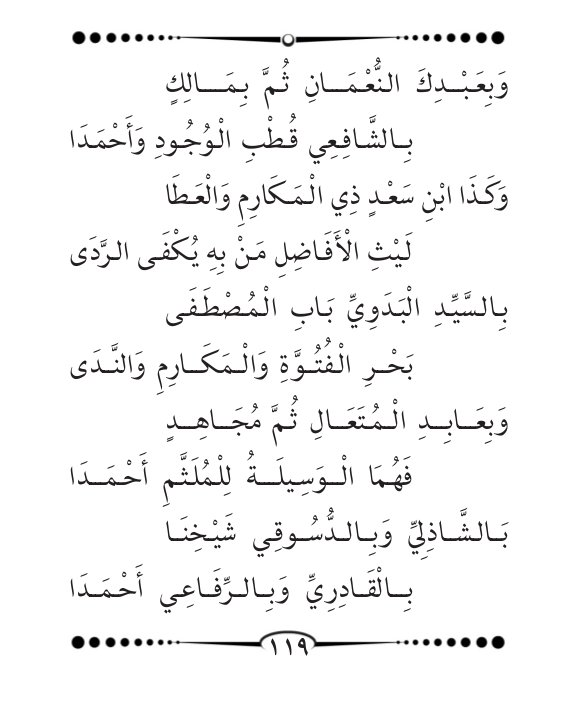 وَبِعَبْدِكَ النُّعْمَانِ ثُمَّ بِمَالِكٍ
بِالشَّافِعِي قُطْبِ الْوُجُودِ وَأَحْمَدَا
وَكَذَا ابْنِ سَعْدٍ ذِي الْمَكَارِمِ وَالْعَطَا
لَيْثِ الْأَفَاضِلِ مَنْ بِهِ يُكْفَى الرَّدَى
بِالسَّيِّدِ الْبَدَوِيِّ بَابِ الْمُصْطَفَى
بَحْرِ الْفُتُوَّةِ وَالْمَكَارِمِ وَالنَّدَى
وَبِعَابِدِ الْمُتَعَالِ ثُمَّ مُجَاهِدٍ
فَهُمَا الْوَسِيلَةُ لِلْمُلَثَّمِ أَحْمَدَا
بَالشَّاذِلِيِّ وَبِالدُّسُوقِي شَيْخِنَا
بِالْقَادِرِيِّ وَبِالرِّفَاعِي أَحْمَدَا
١١٩